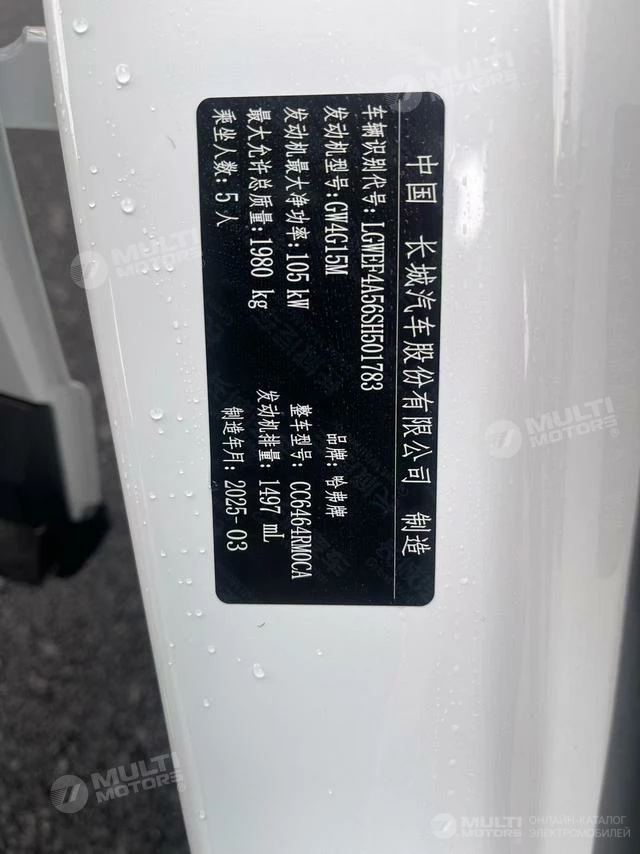 中国 长城汽车股份有限公司 制造
车辆识别代号: LGWEF4A56SH501783
品牌: 哈弗牌
发动机型号: GW4G15M
整车型号: CC6464RM0CA
发动机最大净功率: 105 kW
发动机排量: 1497 mL
最大允许总质量: 1980 kg
制造年月: 2025-03
乘坐人数: 5 人
MULTI MOTORS®
MULTI MOTORS®
MULTI MOTORS®
MULTI MOTORS®
MULTI MOTORS
ОНЛАЙН-КАТАЛОГ
ЭЛЕКТРОМОБИЛЕЙ